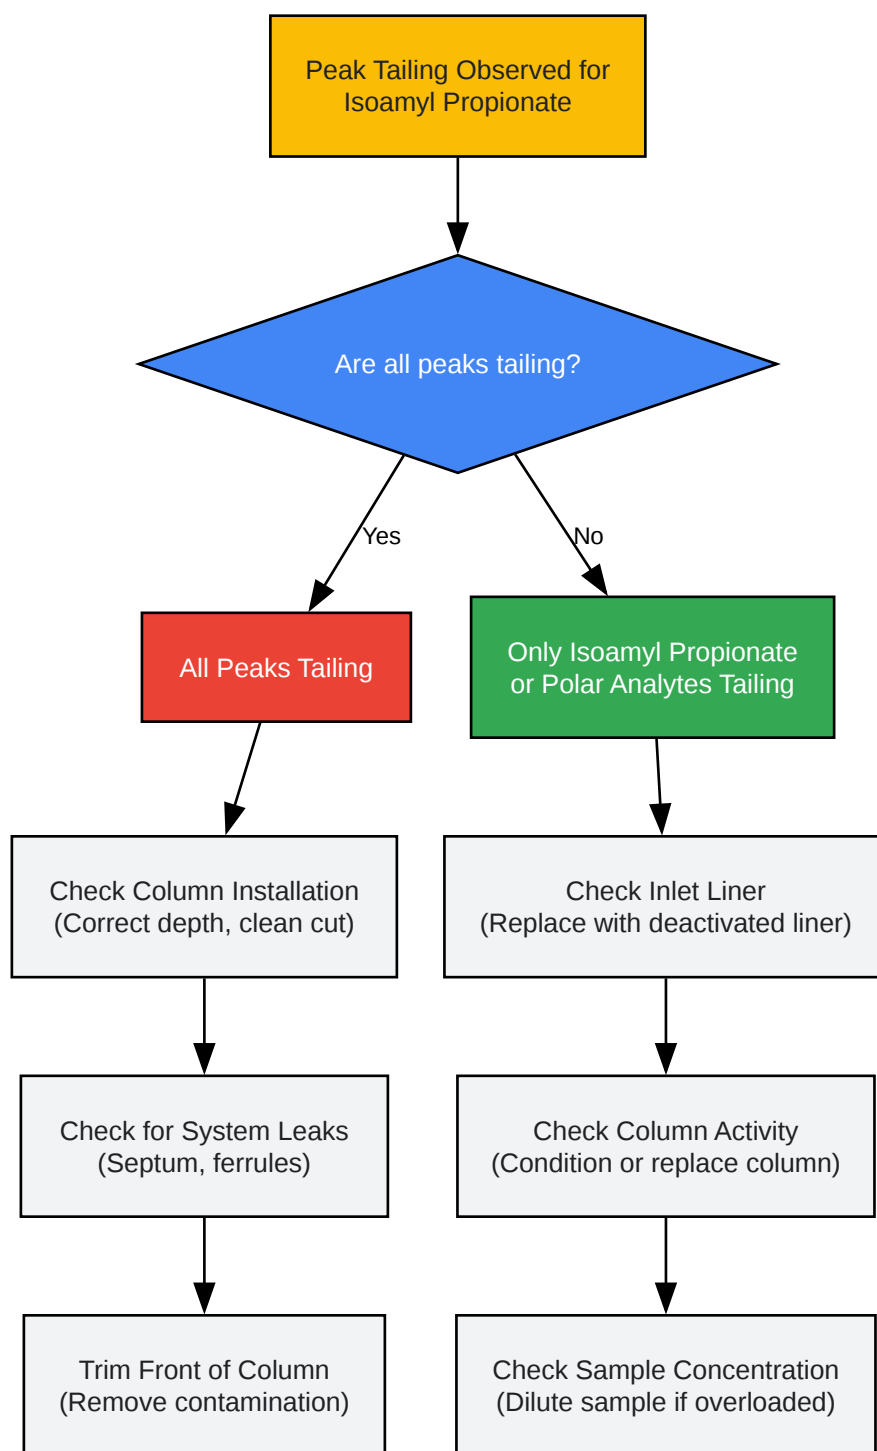 Peak Tailing Observed for
Isoamyl Propionate
Are all peaks tailing?
Yes
No
All Peaks Tailing
Only Isoamyl Propionate
or Polar Analytes Tailing
Check Column Installation
(Correct depth, clean cut)
Check Inlet Liner
(Replace with deactivated liner)
Check for System Leaks
(Septum, ferrules)
Check Column Activity
(Condition or replace column)
Trim Front of Column
(Remove contamination)
Check Sample Concentration
(Dilute sample if overloaded)